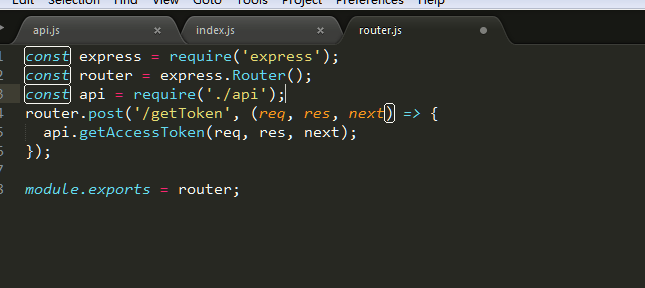 Edit Selection Find View Goto Tools Project Preferences Help
api.js × index.js × router.js
1 const express = require('express');
2 const router = express.Router();
3 const api = require('./api');
4 router.post('/getToken', (req, res, next) => {
5 api.getAccessToken(req, res, next);
6 });
7
8 module.exports = router;